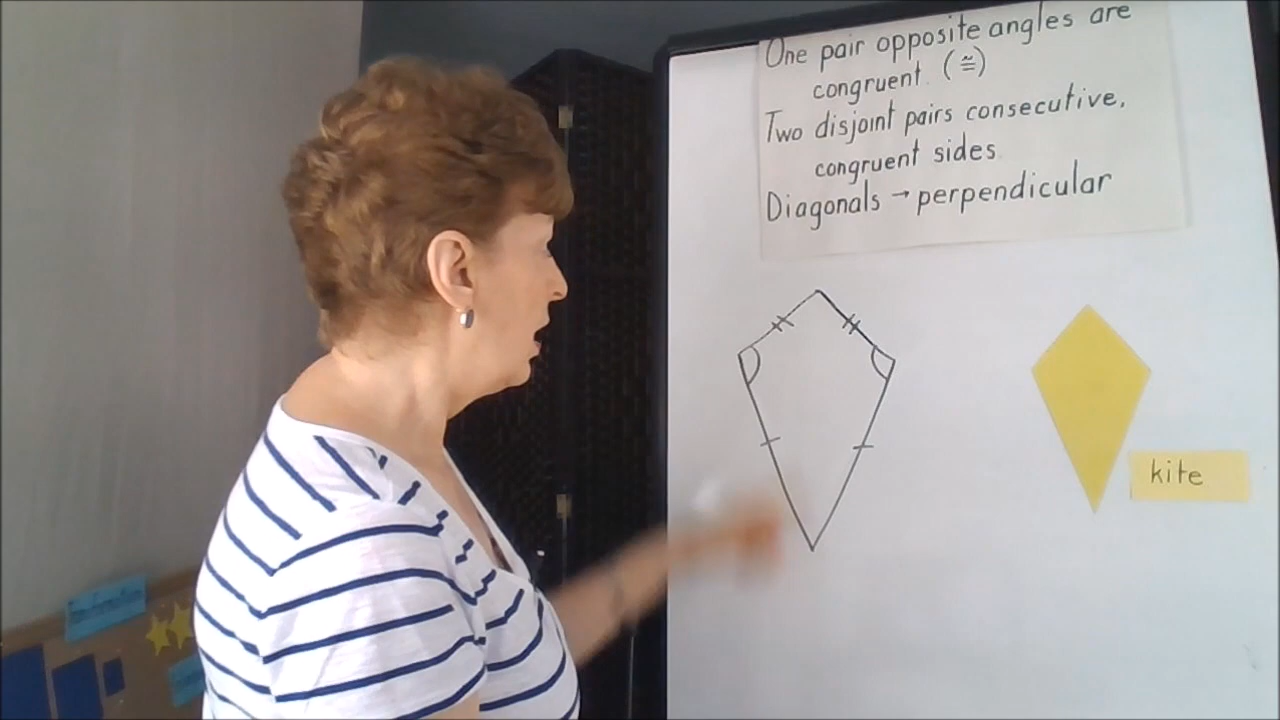 One pair opposite angles are
congruent. (≅)
Two disjoint pairs consecutive,
congruent sides.
Diagonals → perpendicular
kite